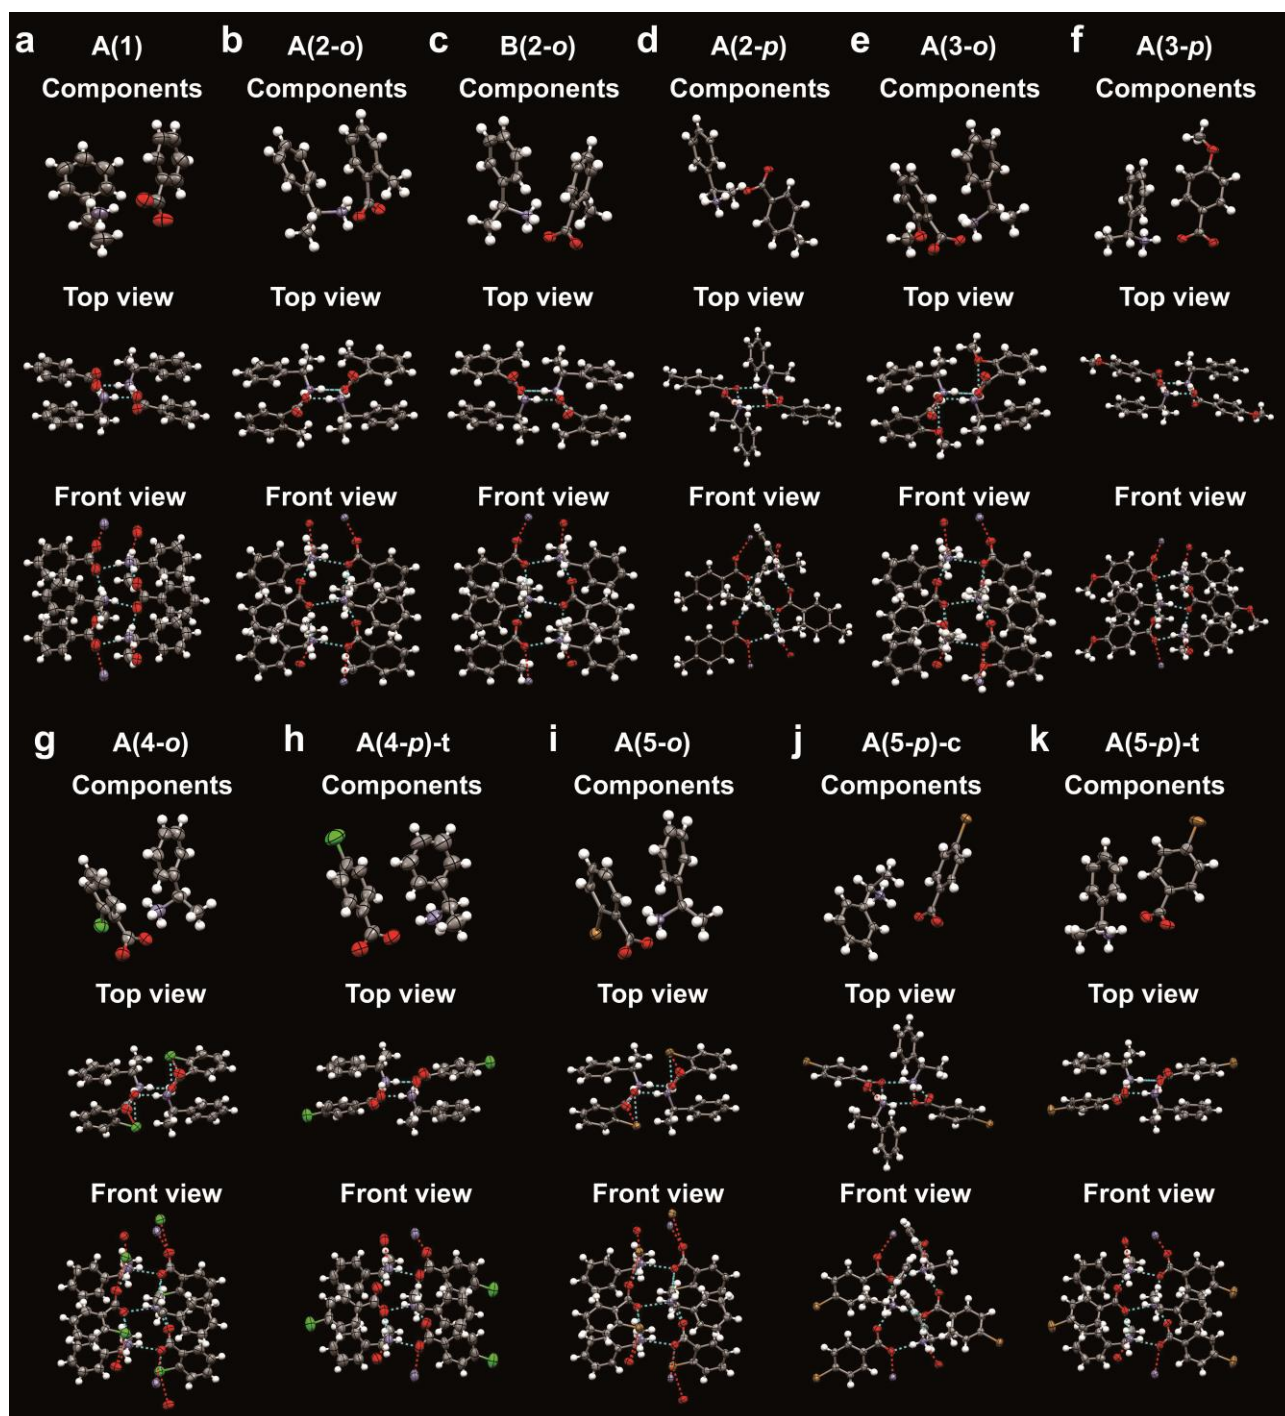 a A(1) b A(2-o) c B(2-o) d A(2-p) e A(3-o) f A(3-p)
Components Components Components Components Components Components
Top view Top view Top view Top view Top view Top view
Front view Front view Front view Front view Front view Front view
g A(4-o) h A(4-p)-t i A(5-o) j A(5-p)-c k A(5-p)-t
Components Components Components Components Components
Top view Top view Top view Top view Top view
Front view Front view Front view Front view Front view